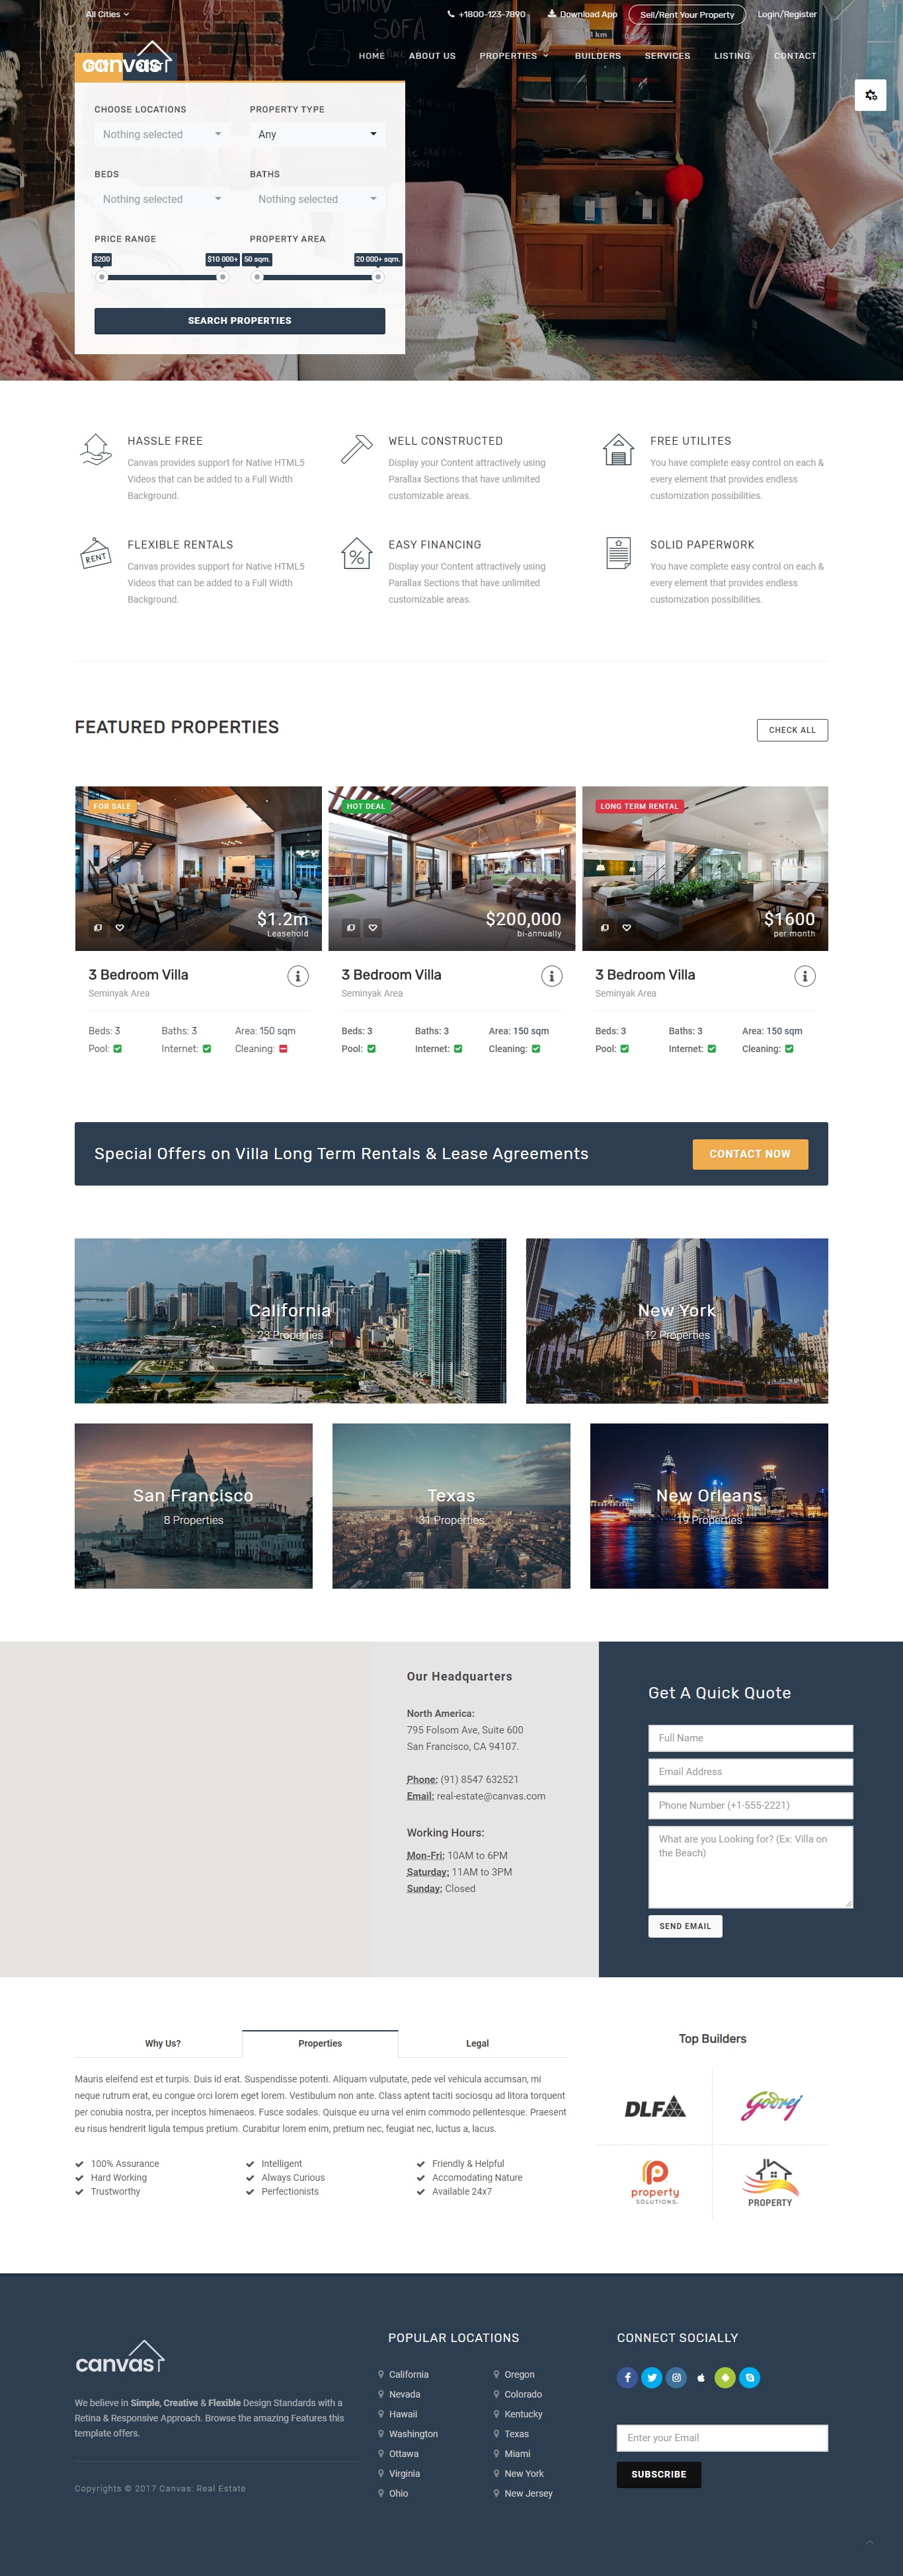 All Cities
+1800-123-7890
Download App
Sell/Rent Your Property
Login/Register
canvas
HOME
ABOUT US
PROPERTIES
BUILDERS
SERVICES
LISTING
CONTACT
SOFA
1 km
CHOOSE LOCATIONS
PROPERTY TYPE
Nothing selected
Any
BEDS
BATHS
Nothing selected
Nothing selected
PRICE RANGE
PROPERTY AREA
$200
$10 000+
50 sqm.
20 000+ sqm.
SEARCH PROPERTIES
HASSLE FREE
Canvas provides support for Native HTML5
Videos that can be added to a Full Width
Background.
WELL CONSTRUCTED
Display your Content attractively using
Parallax Sections that have unlimited
customizable areas.
FREE UTILITES
You have complete easy control on each &
every element that provides endless
customization possibilities.
RENT
FLEXIBLE RENTALS
Canvas provides support for Native HTML5
Videos that can be added to a Full Width
Background.
EASY FINANCING
Display your Content attractively using
Parallax Sections that have unlimited
customizable areas.
SOLID PAPERWORK
You have complete easy control on each &
every element that provides endless
customization possibilities.
FEATURED PROPERTIES
CHECK ALL
FOR SALE
$1.2m
Leasehold
3 Bedroom Villa
Seminyak Area
Beds: 3
Baths: 3
Area: 150 sqm
Pool:
Internet:
Cleaning:
HOT DEAL
$200,000
bi-annually
3 Bedroom Villa
Seminyak Area
Beds: 3
Baths: 3
Area: 150 sqm
Pool:
Internet:
Cleaning:
LONG TERM RENTAL
$1600
per month
3 Bedroom Villa
Seminyak Area
Beds: 3
Baths: 3
Area: 150 sqm
Pool:
Internet:
Cleaning:
Special Offers on Villa Long Term Rentals & Lease Agreements
CONTACT NOW
California
23 Properties
New York
12 Properties
San Francisco
8 Properties
Texas
31 Properties
New Orleans
19 Properties
Our Headquarters
North America:
795 Folsom Ave, Suite 600
San Francisco, CA 94107.
Phone: (91) 8547 632521
Email: real-estate@canvas.com
Working Hours:
Mon-Fri: 10AM to 6PM
Saturday: 11AM to 3PM
Sunday: Closed
Get A Quick Quote
Full Name
Email Address
Phone Number (+1-555-2221)
What are you Looking for? (Ex: Villa on
the Beach)
SEND EMAIL
Why Us?
Properties
Legal
Mauris eleifend est et turpis. Duis id erat. Suspendisse potenti. Aliquam vulputate, pede vel vehicula accumsan, mi
neque rutrum erat, eu congue orci lorem eget lorem. Vestibulum non ante. Class aptent taciti sociosqu ad litora torquent
per conubia nostra, per inceptos himenaeos. Fusce sodales. Quisque eu urna vel enim commodo pellentesque. Praesent
eu risus hendrerit ligula tempus pretium. Curabitur lorem enim, pretium nec, feugiat nec, luctus a, lacus.
100% Assurance
Hard Working
Trustworthy
Intelligent
Always Curious
Perfectionists
Friendly & Helpful
Accomodating Nature
Available 24x7
Top Builders
DLF
Godrej
property
SOLUTIONS.
PROPERTY
canvas
We believe in Simple, Creative & Flexible Design Standards with a
Retina & Responsive Approach. Browse the amazing Features this
template offers.
Copyrights © 2017 Canvas: Real Estate
POPULAR LOCATIONS
California
Nevada
Hawaii
Washington
Ottawa
Virginia
Ohio
Oregon
Colorado
Kentucky
Texas
Miami
New York
New Jersey
CONNECT SOCIALLY
Enter your Email
SUBSCRIBE